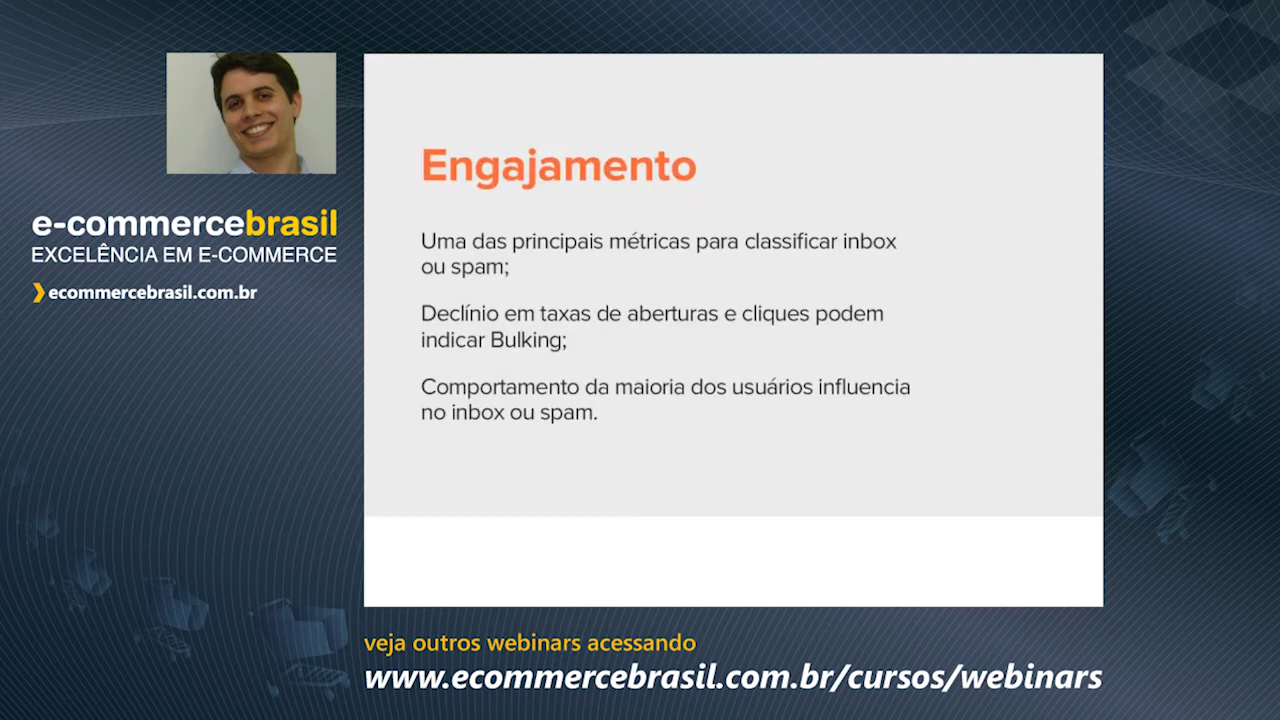 e-commercebrasil
EXCELÊNCIA EM E-COMMERCE
ecommercebrasil.com.br
Engajamento
Uma das principais métricas para classificar inbox
ou spam;
Declínio em taxas de aberturas e cliques podem
indicar Bulking;
Comportamento da maioria dos usuários influencia
no inbox ou spam.
veja outros webinars acessando
www.ecommercebrasil.com.br/cursos/webinars